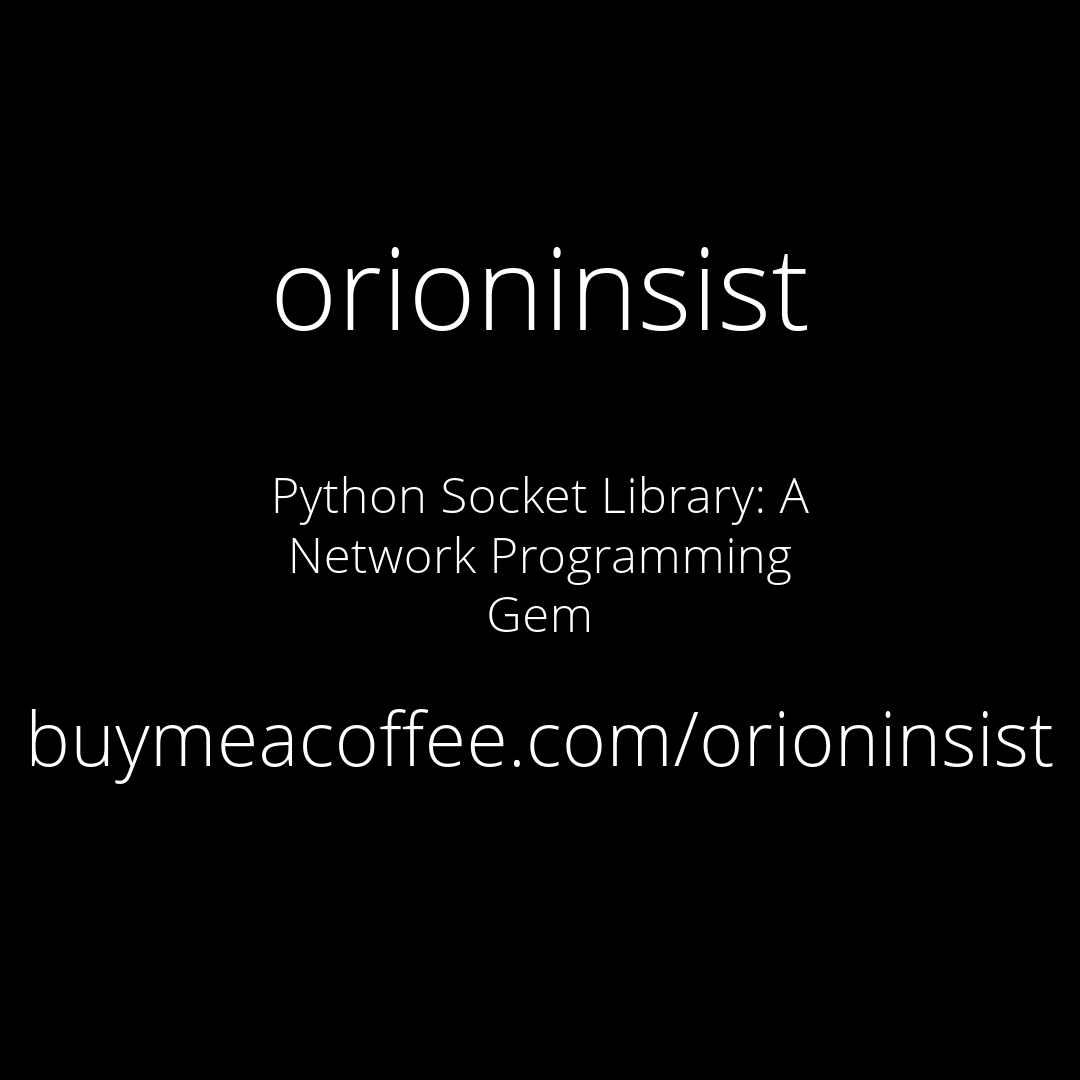 orioninsist
Python Socket Library: A
Network Programming
Gem
buymeacoffee.com/orioninsist